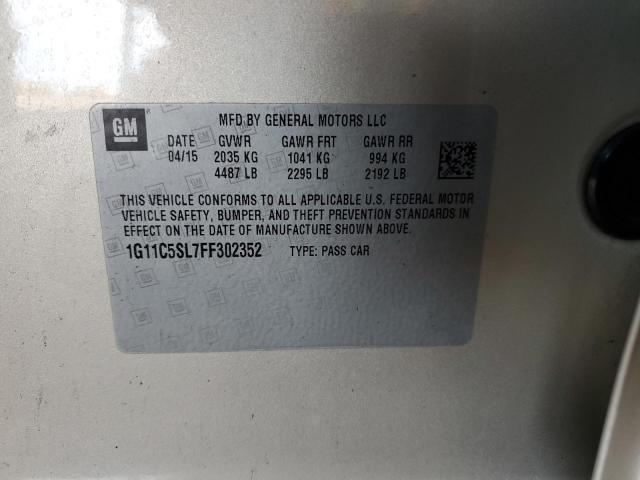 GM
MFD BY GENERAL MOTORS LLC
DATE GVWR GAWR FRT GAWR RR
04/15 2035 KG 1041 KG 994 KG
4487 LB 2295 LB 2192 LB
THIS VEHICLE CONFORMS TO ALL APPLICABLE U.S. FEDERAL MOTOR
VEHICLE SAFETY, BUMPER, AND THEFT PREVENTION STANDARDS IN
EFFECT ON THE DATE OF MANUFACTURE SHOWN ABOVE.
1G11C5SL7FF302352 TYPE: PASS CAR